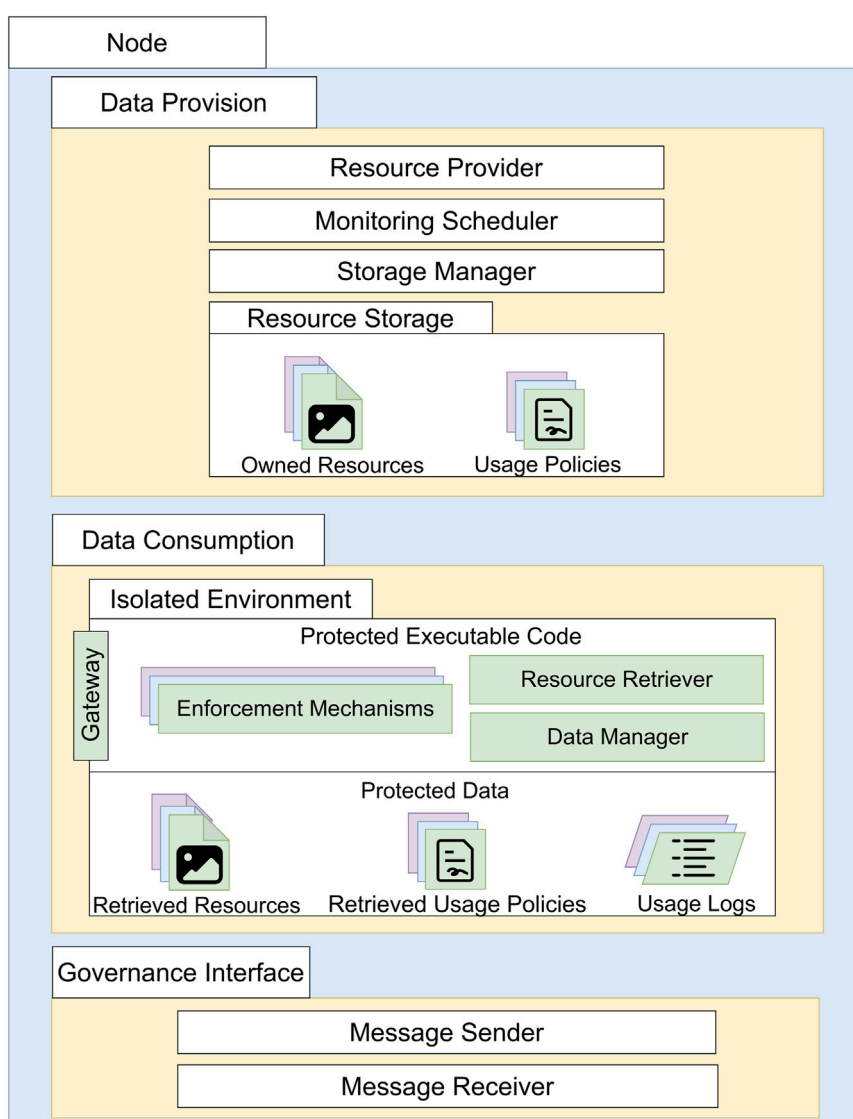 Node
Data Provision
Resource Provider
Monitoring Scheduler
Storage Manager
Resource Storage
Owned Resources
Usage Policies
Data Consumption
Isolated Environment
Gateway
Protected Executable Code
Enforcement Mechanisms
Resource Retriever
Data Manager
Protected Data
Retrieved Resources
Retrieved Usage Policies
Usage Logs
Governance Interface
Message Sender
Message Receiver